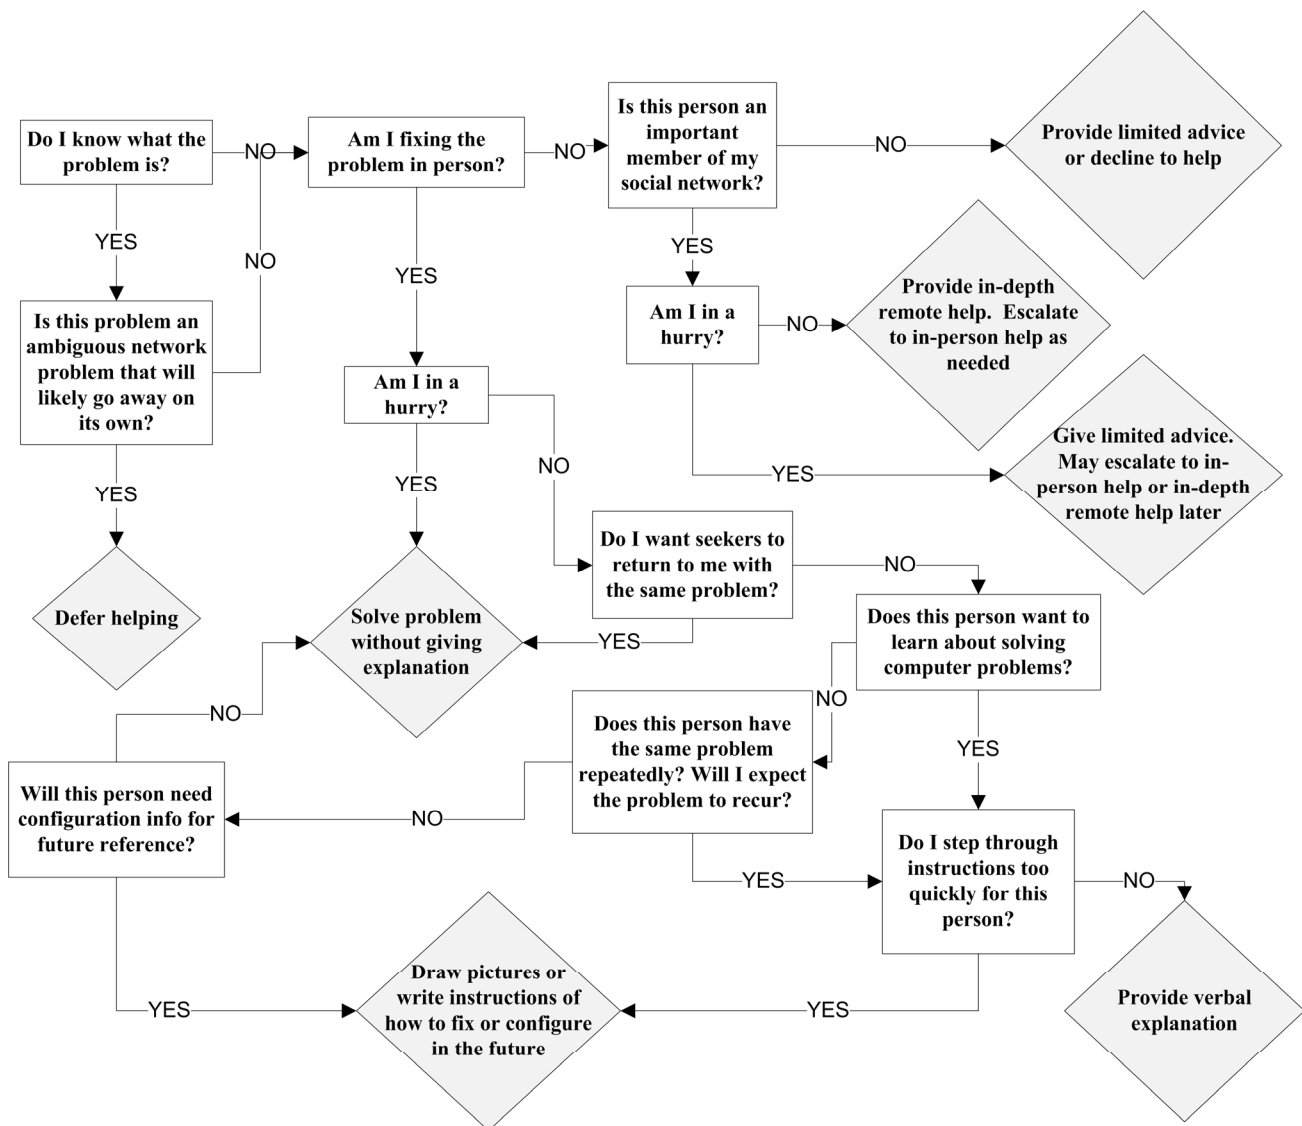 Do I know what the
problem is?
NO
Am I fixing the
problem in person?
NO
Is this person an
important
member of my
social network?
NO
Provide limited advice
or decline to help
YES
NO
YES
YES
Is this problem an
ambiguous network
problem that will
likely go away on
its own?
Am I in a
hurry?
NO
Provide in-depth
remote help.  Escalate
to in-person help as
needed
Am I in a
hurry?
YES
NO
YES
YES
Give limited advice.
May escalate to in-
person help or in-depth
remote help later
Defer helping
Solve problem
without giving
explanation
YES
Do I want seekers to
return to me with
the same problem?
NO
Does this person want to
learn about solving
computer problems?
NO
NO
YES
Does this person have
the same problem
repeatedly? Will I expect
the problem to recur?
Will this person need
configuration info for
future reference?
NO
YES
Do I step through
instructions too
quickly for this
person?
NO
YES
Draw pictures or
write instructions of
how to fix or configure
in the future
YES
Provide verbal
explanation